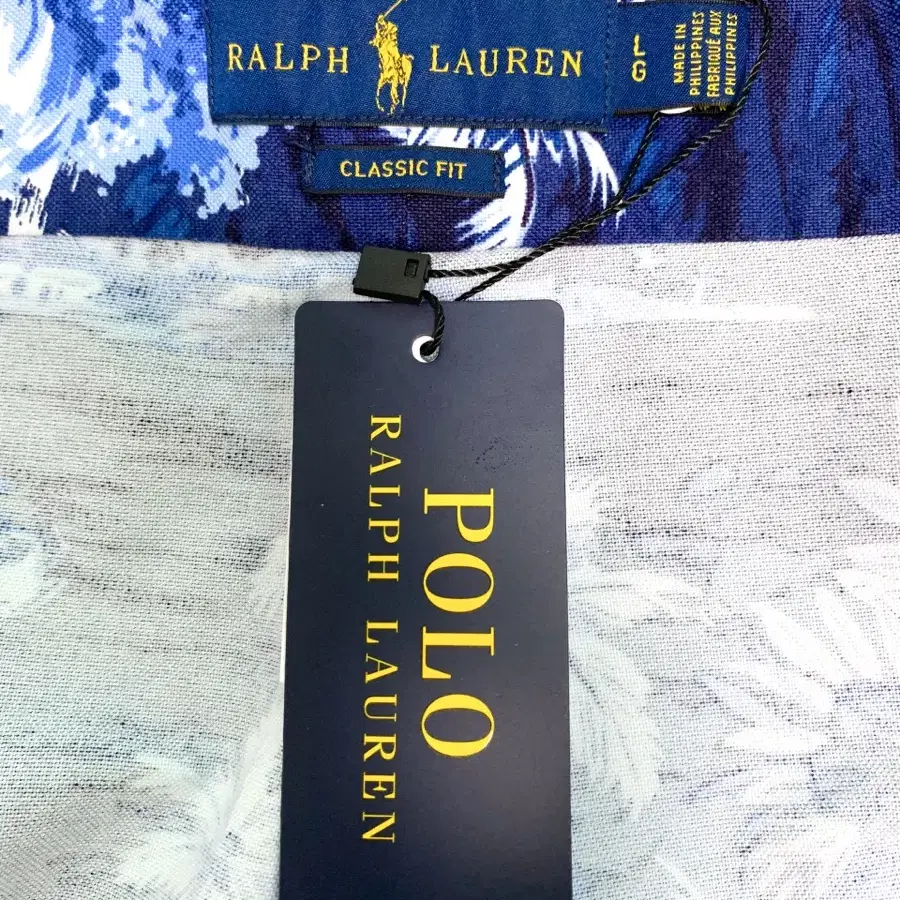 RALPH LAUREN
L
G
MADE IN
PHILIPPINES
FABRIQUÉ AUX
PHILIPPINES
CLASSIC FIT
POLO
RALPH LAUREN